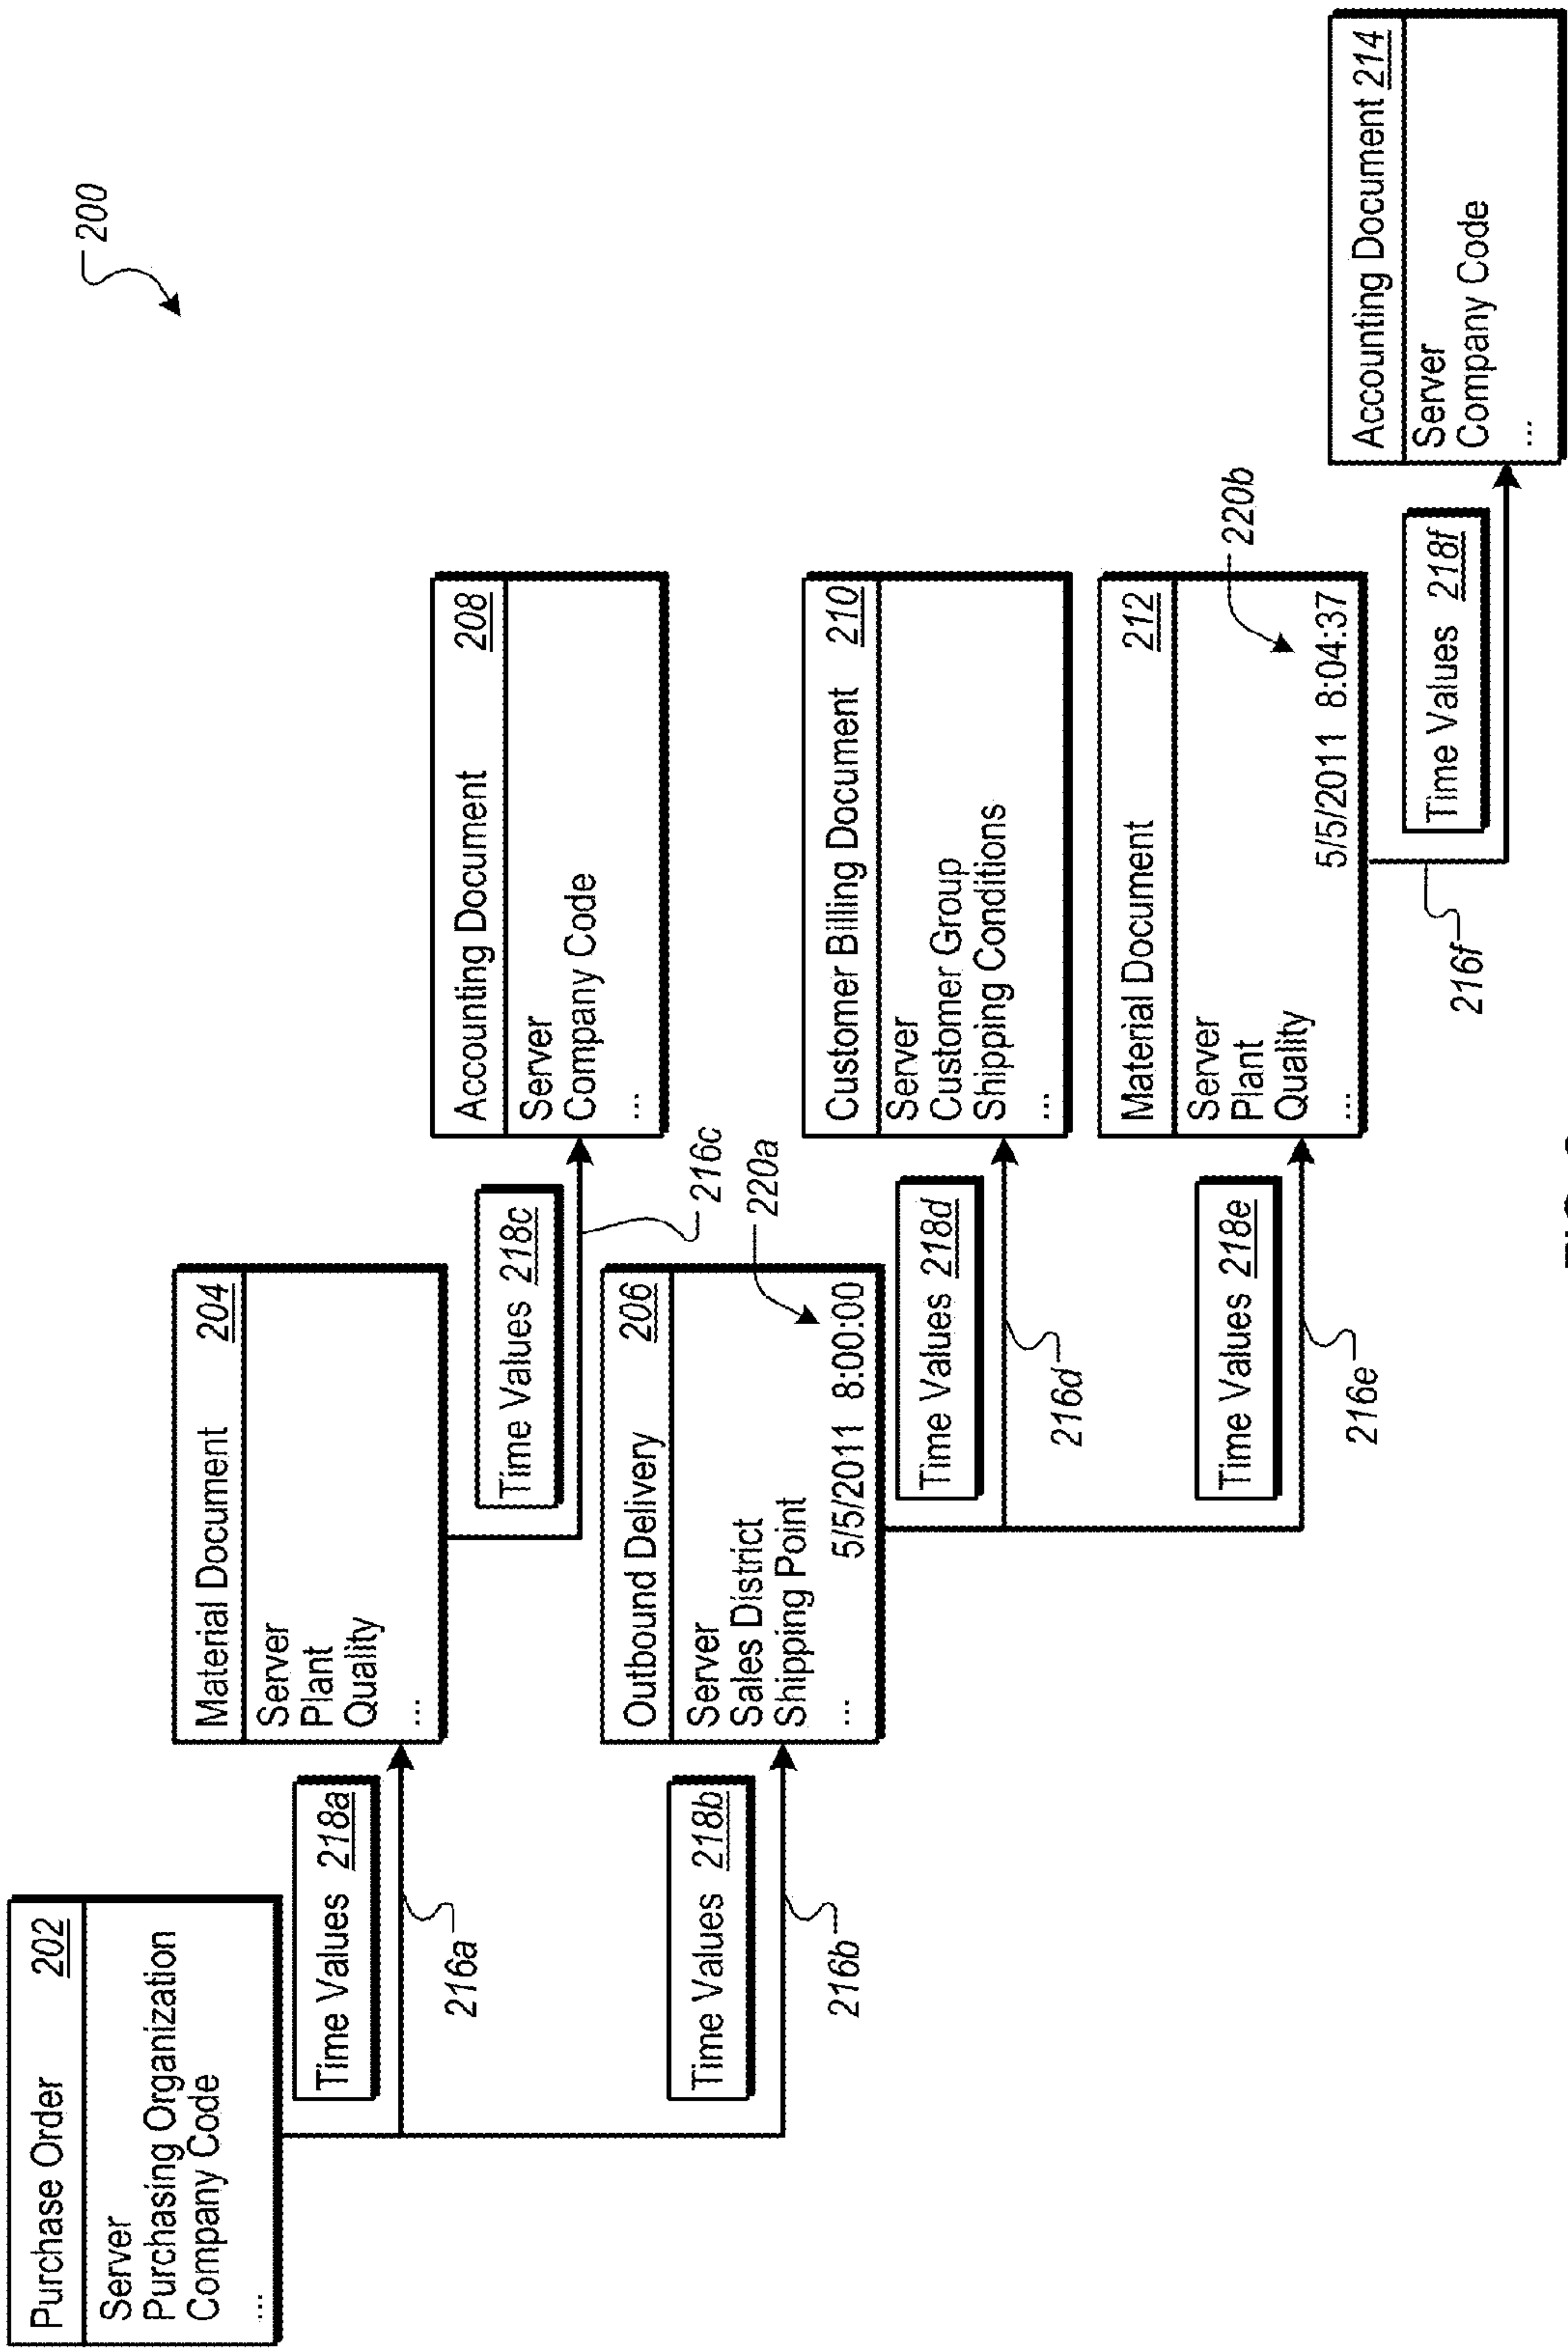 200
Purchase Order 202
Server
Purchasing Organization
Company Code
...
Time Values 218a
216a
Time Values 218b
216b
Material Document 204
Server
Plant
Quality
...
Time Values 218c
216c
Outbound Delivery 206
Server
Sales District
Shipping Point
...
5/5/2011 8:00:00
220a
Time Values 218d
216d
Time Values 218e
216e
Accounting Document 208
Server
Company Code
...
Customer Billing Document 210
Server
Customer Group
Shipping Conditions
...
Material Document 212
Server
Plant
Quality
...
5/5/2011 8:04:37
220b
Time Values 218f
216f
Accounting Document 214
Server
Company Code
...